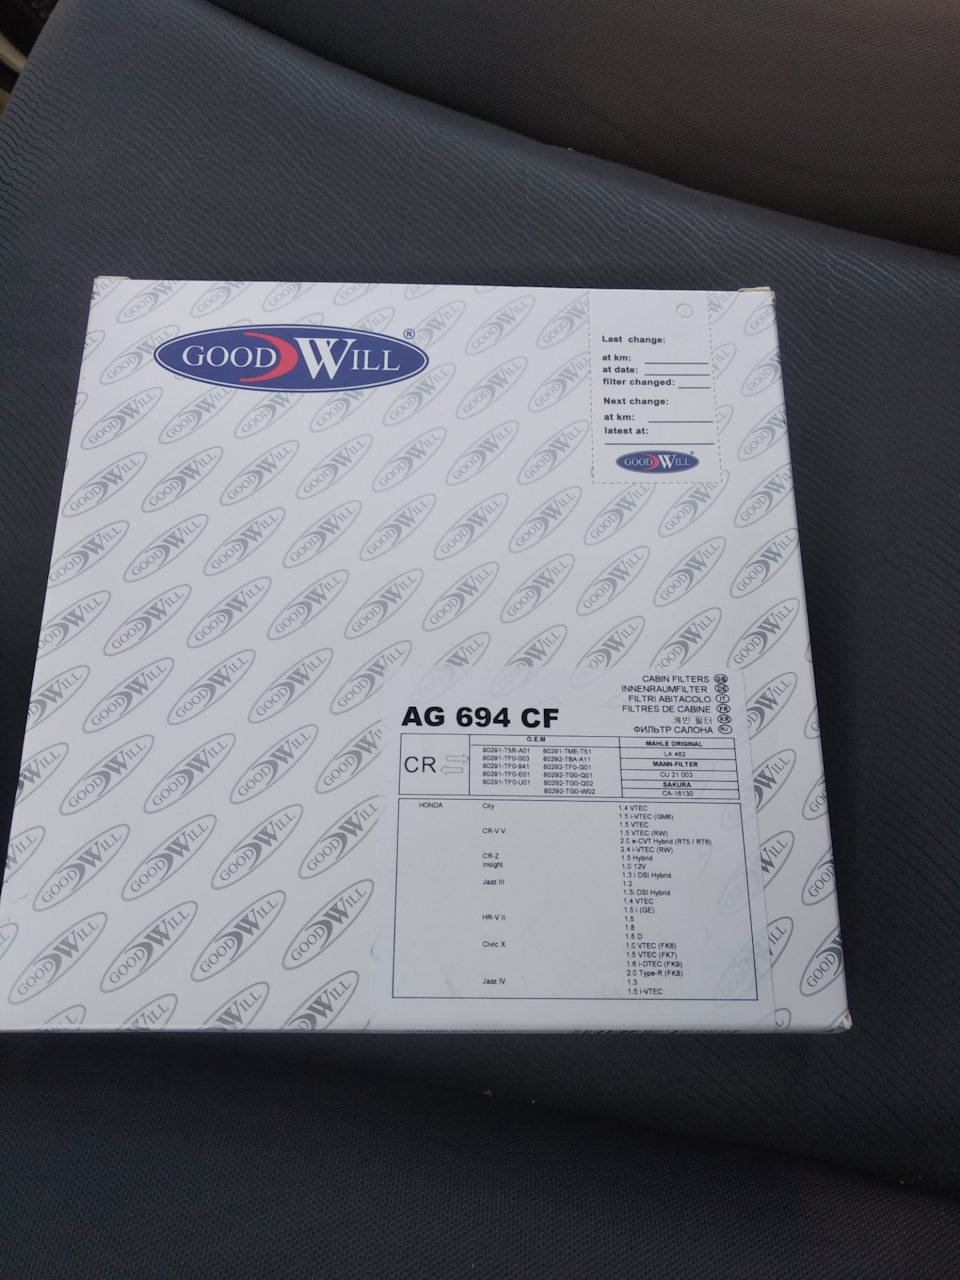 GOODWILL®
Last change:
at km:
at date:
filter changed:
Next change:
at km:
latest at:
GOODWILL
CABIN FILTERS GB
INNENRAUMFILTER DE
FILTRI ABITACOLO IT
FILTRES DE CABINE FR
캐빈 필터 KR
ФИЛЬТР САЛОНА RU
AG 694 CF
CR
O.E.M
80291-T5R-A01 80291-TME-T51
80291-TF0-003 80292-TBA-A11
80291-TF0-941 80292-TF0-G01
80291-TF0-E01 80292-TG0-Q01
80291-TF0-U01 80292-TG0-Q02
80292-TG0-W02
MAHLE ORIGINAL
LA 462
MANN-FILTER
CU 21 003
SAKURA
CA-16130
HONDA City 1.4 VTEC
1.5 i-VTEC (GM6)
1.5 VTEC
CR-V V 1.5 VTEC (RW)
2.0 e-CVT Hybrid (RT5 / RT6)
2.4 i-VTEC (RW)
CR-Z 1.5 Hybrid
Insight 1.0 12V
1.3 i DSI Hybrid
Jazz III 1.2
1.3i DSI Hybrid
1.4 VTEC
1.5 i (GE)
HR-V II 1.5
1.8
1.6 D
Civic X 1.0 VTEC (FK6)
1.5 VTEC (FK7)
1.6 i-DTEC (FK9)
2.0 Type-R (FK8)
Jazz IV 1.3
1.5 i-VTEC